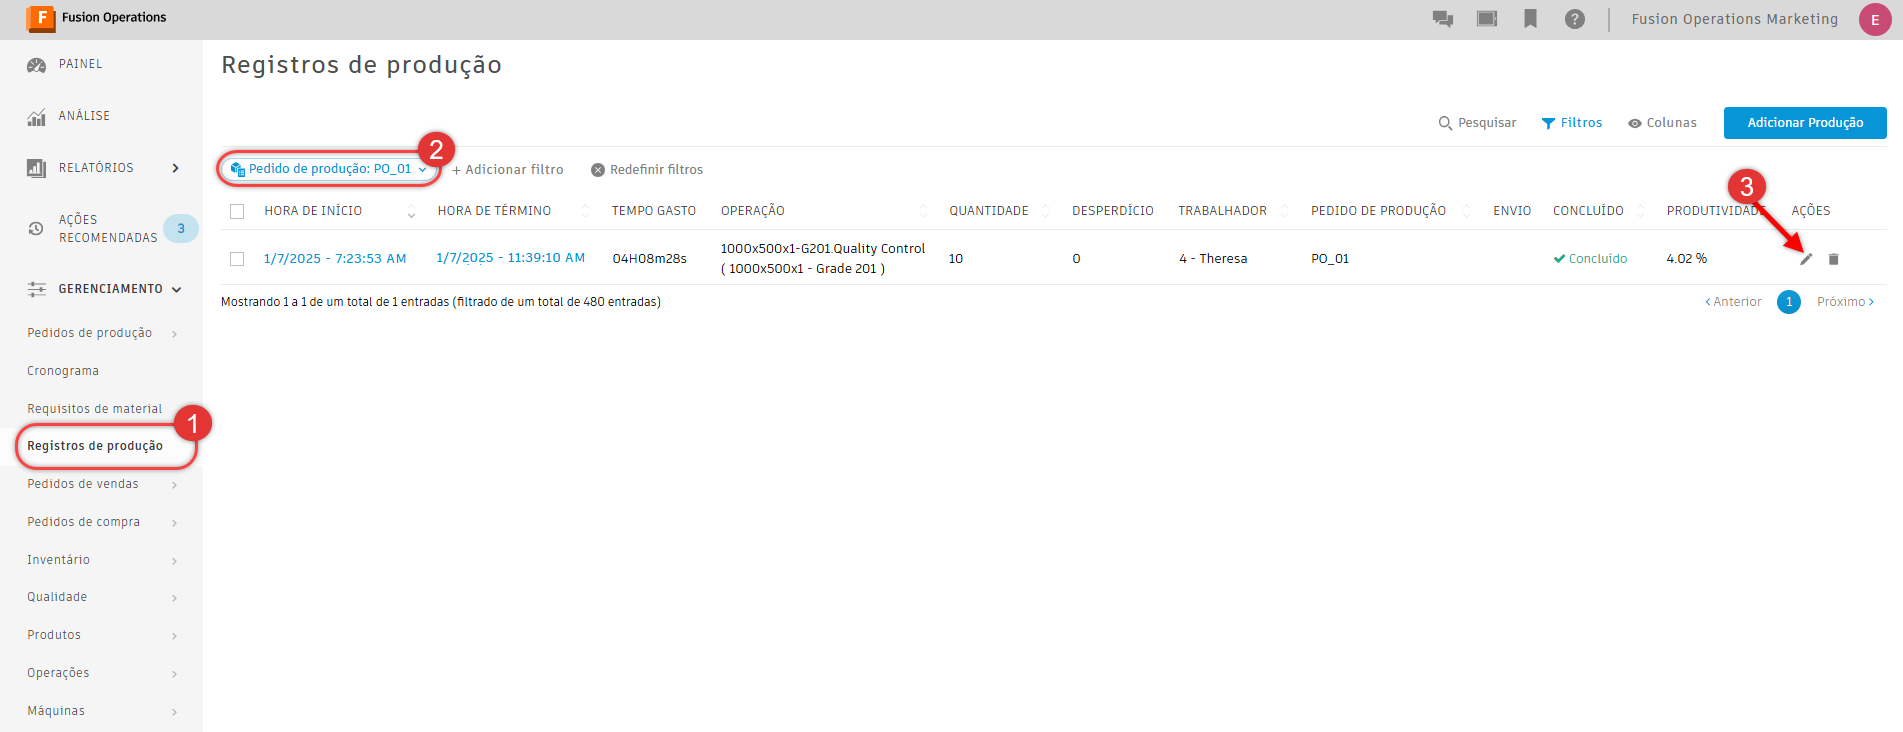 F Fusion Operations
Fusion Operations Marketing E
PAINEL
ANÁLISE
RELATÓRIOS
AÇÕES
RECOMENDADAS 3
GERENCIAMENTO
Pedidos de produção
Cronograma
Requisitos de material
1
Registros de produção
Pedidos de vendas
Pedidos de compra
Inventário
Qualidade
Produtos
Operações
Máquinas
Registros de produção
Pesquisar Filtros Colunas Adicionar Produção
2
Pedido de produção: PO_01 + Adicionar filtro Redefinir filtros
3
HORA DE INÍCIO HORA DE TÉRMINO TEMPO GASTO OPERAÇÃO QUANTIDADE DESPERDÍCIO TRABALHADOR PEDIDO DE PRODUÇÃO ENVIO CONCLUÍDO PRODUTIVIDADE AÇÕES
1/7/2025 - 7:23:53 AM 1/7/2025 - 11:39:10 AM 04H08m28s 1000x500x1-G201.Quality Control
( 1000x500x1 - Grade 201 ) 10 0 4 - Theresa PO_01 Concluído 4.02 %
Mostrando 1 a 1 de um total de 1 entradas (filtrado de um total de 480 entradas)
Anterior 1 Próximo